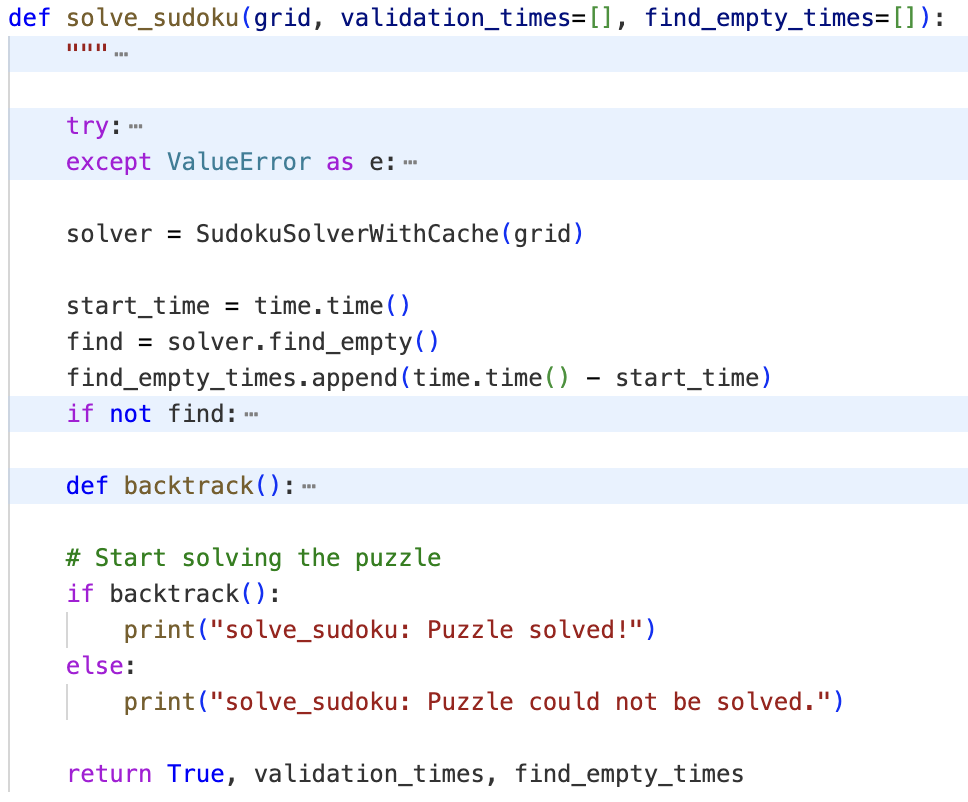 def solve_sudoku(grid, validation_times=[], find_empty_times=[]):
    """…
    try:…
    except ValueError as e:…
    solver = SudokuSolverWithCache(grid)
    start_time = time.time()
    find = solver.find_empty()
    find_empty_times.append(time.time() - start_time)
    if not find:…
    def backtrack():…
    # Start solving the puzzle
    if backtrack():
        print("solve_sudoku: Puzzle solved!")
    else:
        print("solve_sudoku: Puzzle could not be solved.")
    return True, validation_times, find_empty_times